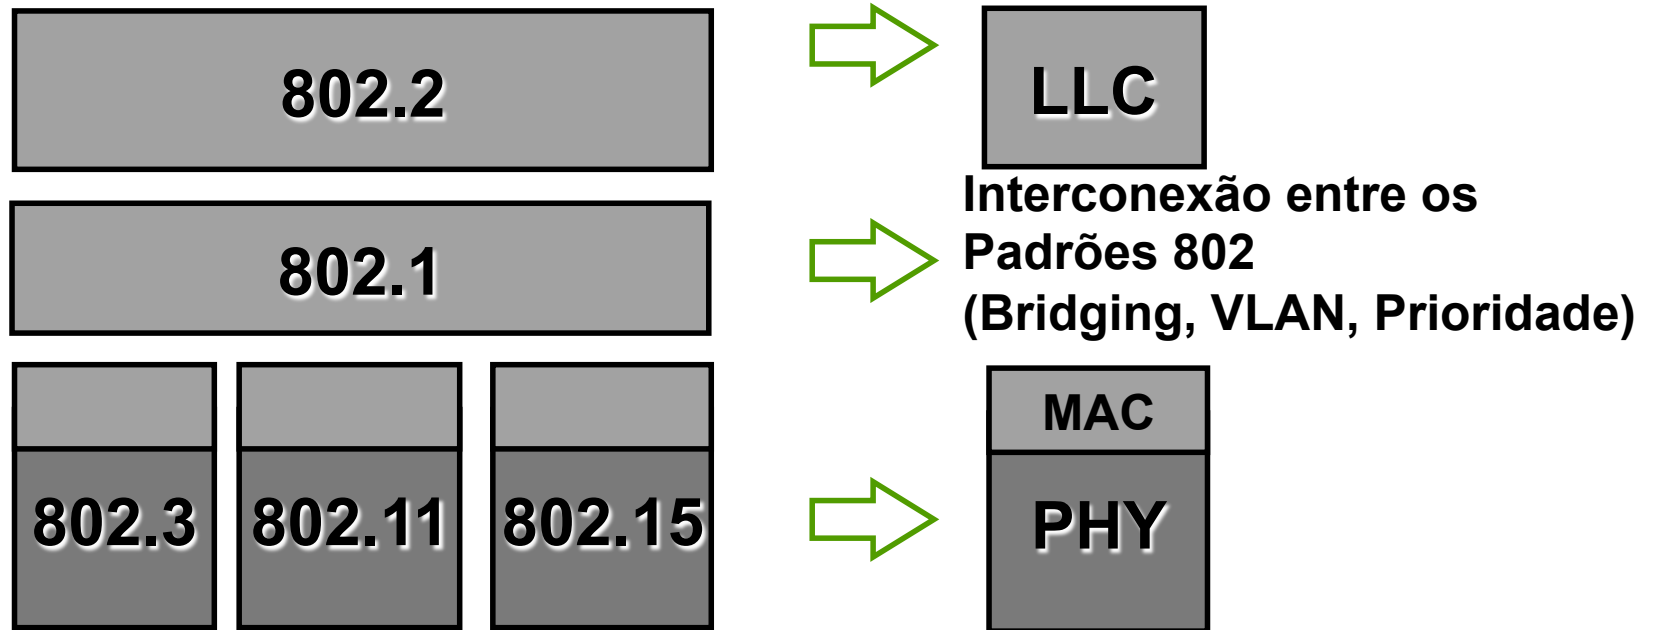 802.2
LLC
802.1
Interconexão entre os
Padrões 802
(Bridging, VLAN, Prioridade)
802.3
802.11
802.15
MAC
PHY